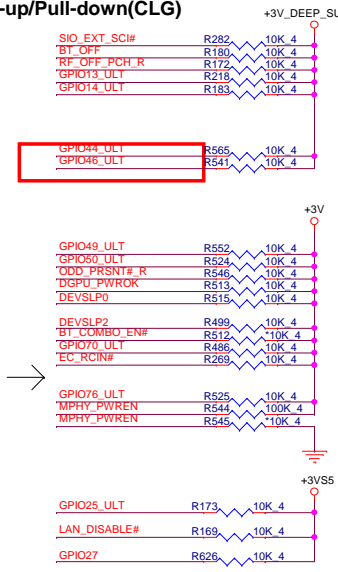 -up/Pull-down(CLG)
+3V_DEEP_SU
SIO_EXT_SCI# R282 10K_4
BT_OFF R180 10K_4
RF_OFF_PCH_R R172 10K_4
GPIO13_ULT R218 10K_4
GPIO14_ULT R183 10K_4
GPIO44_ULT R565 10K_4
GPIO46_ULT R541 10K_4
+3V
GPIO49_ULT R552 10K_4
GPIO50_ULT R524 10K_4
ODD_PRSNT#_R R546 10K_4
DGPU_PWROK R513 10K_4
DEVSLP0 R515 10K_4
DEVSLP2 R499 10K_4
BT_COMBO_EN# R512 *10K_4
GPIO70_ULT R486 10K_4
EC_RCIN# R269 10K_4
GPIO76_ULT R525 10K_4
MPHY_PWREN R544 100K_4
MPHY_PWREN R545 *10K_4
+3VS5
GPIO25_ULT R173 10K_4
LAN_DISABLE# R169 10K_4
GPIO27 R626 10K_4